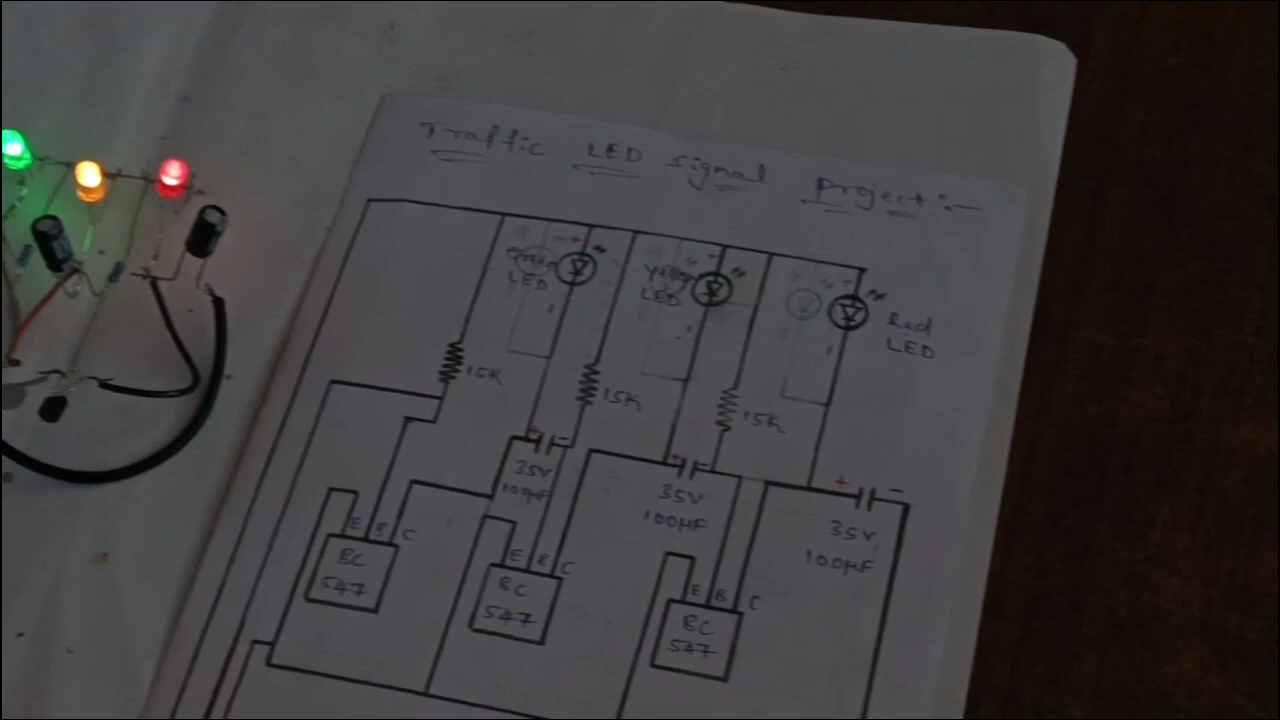 Traffic LED signal project:-
Green
LED
Yellow
LED
Red
LED
15K
15K
15K
35V
100µF
35V
100µF
35V
100µF
E B C
BC
547
E B C
BC
547
E B C
BC
547